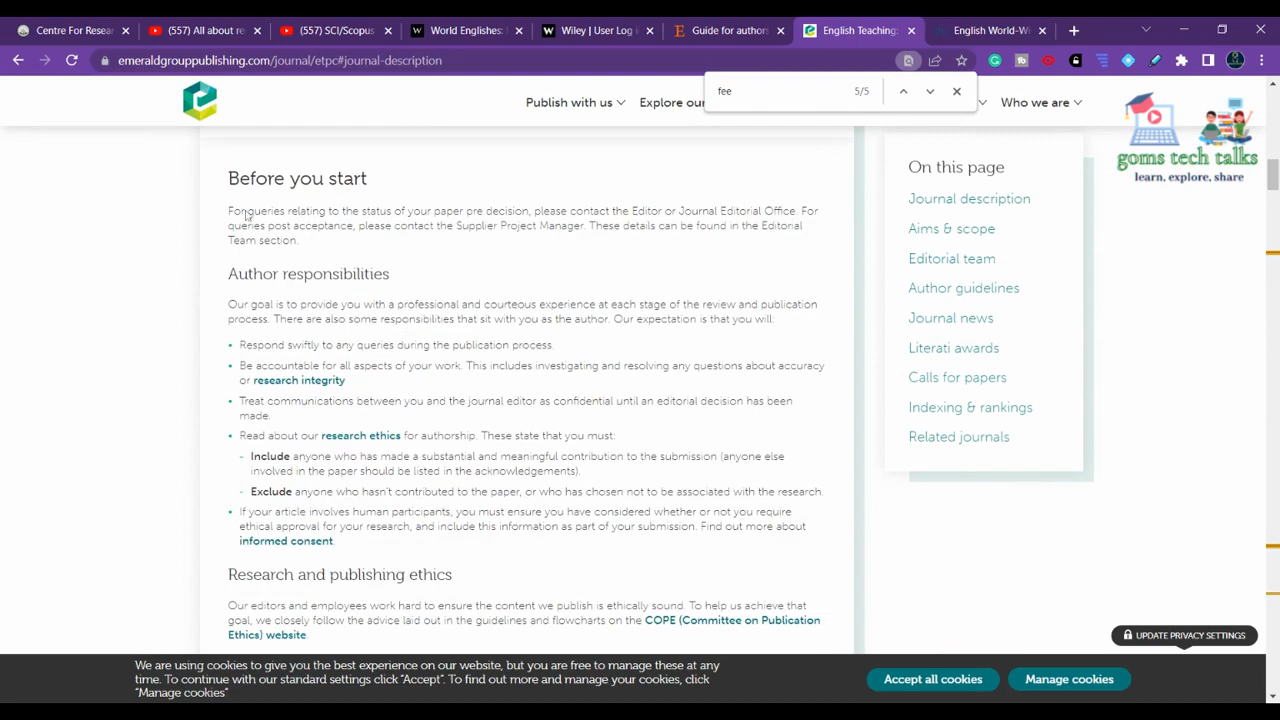 Centre For Resear
(557) All about re
(557) SCI/Scopus
World Englishes:
Wiley | User Log i
Guide for authors
English Teaching:
English World-Wi
emeraldgrouppublishing.com/journal/etpc#journal-description
fee
5/5
Publish with us
Explore our
Who we are
goms tech talks
learn, explore, share
Before you start
For queries relating to the status of your paper pre decision, please contact the Editor or Journal Editorial Office. For
queries post acceptance, please contact the Supplier Project Manager. These details can be found in the Editorial
Team section.
Author responsibilities
Our goal is to provide you with a professional and courteous experience at each stage of the review and publication
process. There are also some responsibilities that sit with you as the author. Our expectation is that you will:
• Respond swiftly to any queries during the publication process.
• Be accountable for all aspects of your work. This includes investigating and resolving any questions about accuracy
or research integrity
• Treat communications between you and the journal editor as confidential until an editorial decision has been
made.
• Read about our research ethics for authorship. These state that you must:
- Include anyone who has made a substantial and meaningful contribution to the submission (anyone else
involved in the paper should be listed in the acknowledgements).
- Exclude anyone who hasn't contributed to the paper, or who has chosen not to be associated with the research.
• If your article involves human participants, you must ensure you have considered whether or not you require
ethical approval for your research, and include this information as part of your submission. Find out more about
informed consent.
Research and publishing ethics
Our editors and employees work hard to ensure the content we publish is ethically sound. To help us achieve that
goal, we closely follow the advice laid out in the guidelines and flowcharts on the COPE (Committee on Publication
Ethics) website.
On this page
Journal description
Aims & scope
Editorial team
Author guidelines
Journal news
Literati awards
Calls for papers
Indexing & rankings
Related journals
UPDATE PRIVACY SETTINGS
We are using cookies to give you the best experience on our website, but you are free to manage these at any
time. To continue with our standard settings click "Accept". To find out more and manage your cookies, click
"Manage cookies"
Accept all cookies
Manage cookies